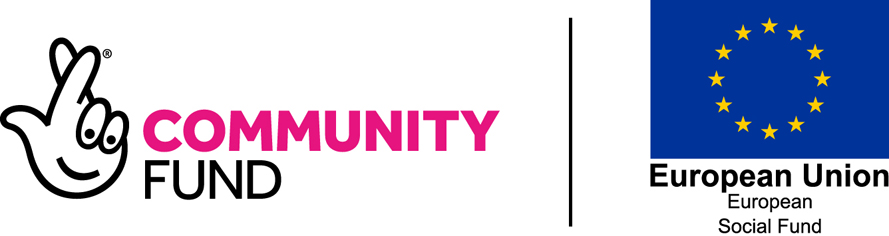 ®
COMMUNITY
FUND
European Union
European
Social Fund